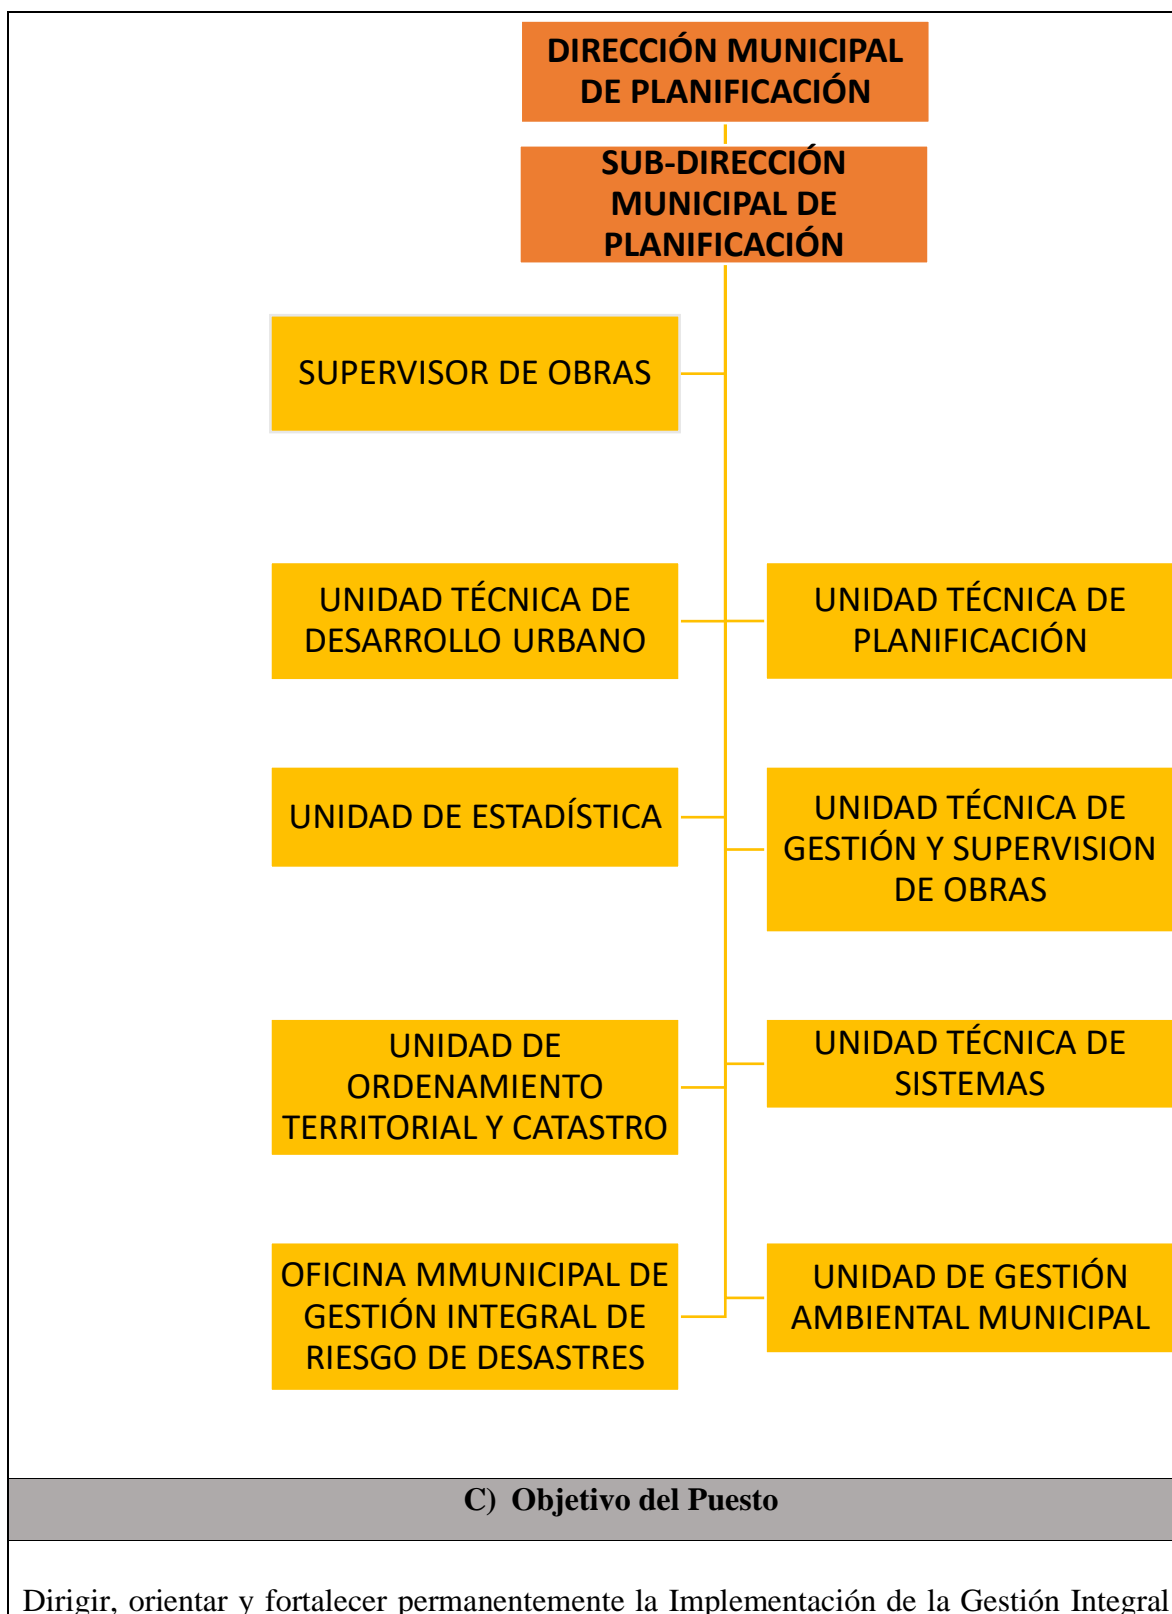 DIRECCIÓN MUNICIPAL
DE PLANIFICACIÓN
SUB-DIRECCIÓN
MUNICIPAL DE
PLANIFICACIÓN
SUPERVISOR DE OBRAS
UNIDAD TÉCNICA DE
DESARROLLO URBANO
UNIDAD TÉCNICA DE
PLANIFICACIÓN
UNIDAD DE ESTADÍSTICA
UNIDAD TÉCNICA DE
GESTIÓN Y SUPERVISION
DE OBRAS
UNIDAD DE
ORDENAMIENTO
TERRITORIAL Y CATASTRO
UNIDAD TÉCNICA DE
SISTEMAS
OFICINA MMUNICIPAL DE
GESTIÓN INTEGRAL DE
RIESGO DE DESASTRES
UNIDAD DE GESTIÓN
AMBIENTAL MUNICIPAL
C) Objetivo del Puesto
Dirigir, orientar y fortalecer permanentemente la Implementación de la Gestión Integral